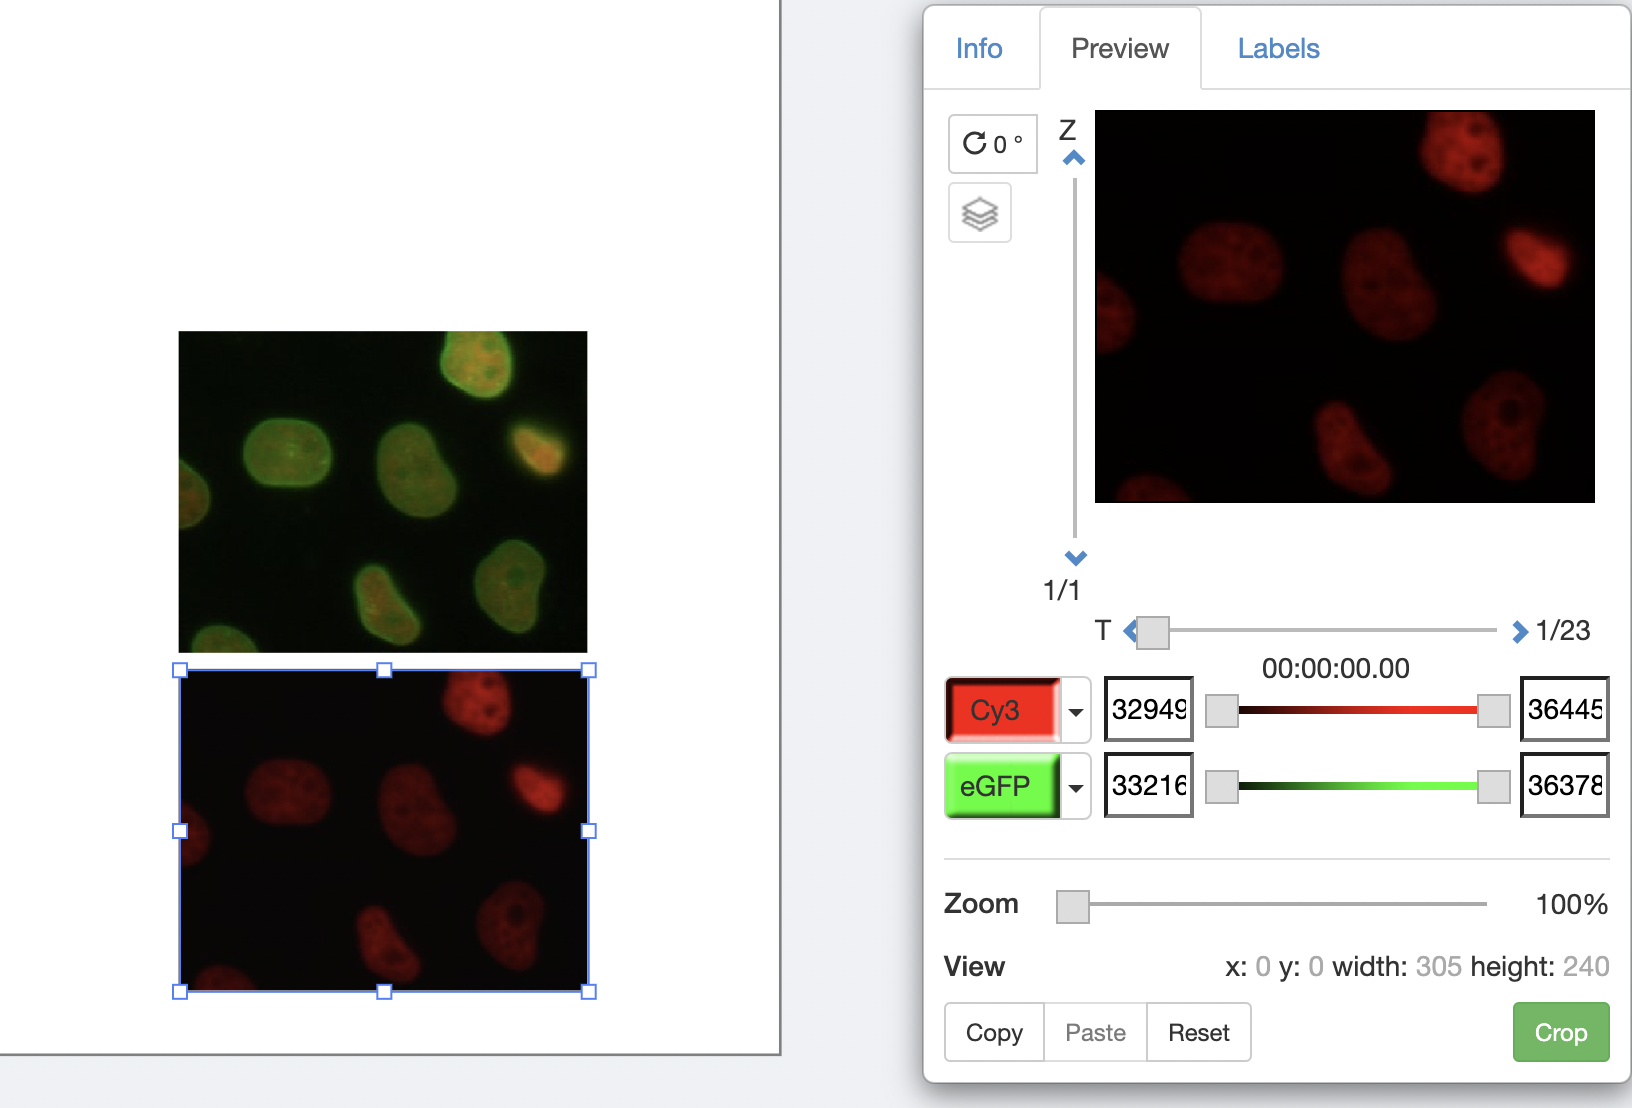 Info Preview Labels
0 °
Z
1/1
T 1/23
00:00:00.00
Cy3 32949 36445
eGFP 33216 36378
Zoom 100%
View x: 0 y: 0 width: 305 height: 240
Copy Paste Reset Crop